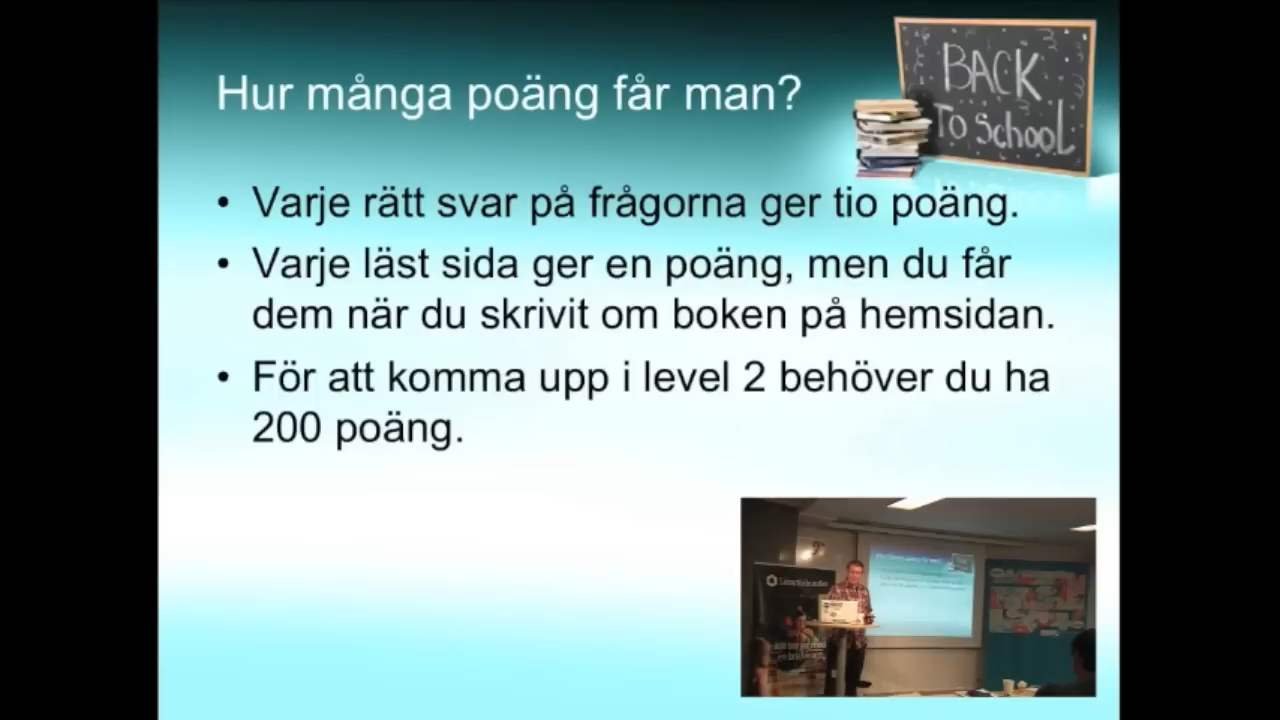 Hur många poäng får man?
BACK
To School
• Varje rätt svar på frågorna ger tio poäng.
• Varje läst sida ger en poäng, men du får
dem när du skrivit om boken på hemsidan.
• För att komma upp i level 2 behöver du ha
200 poäng.